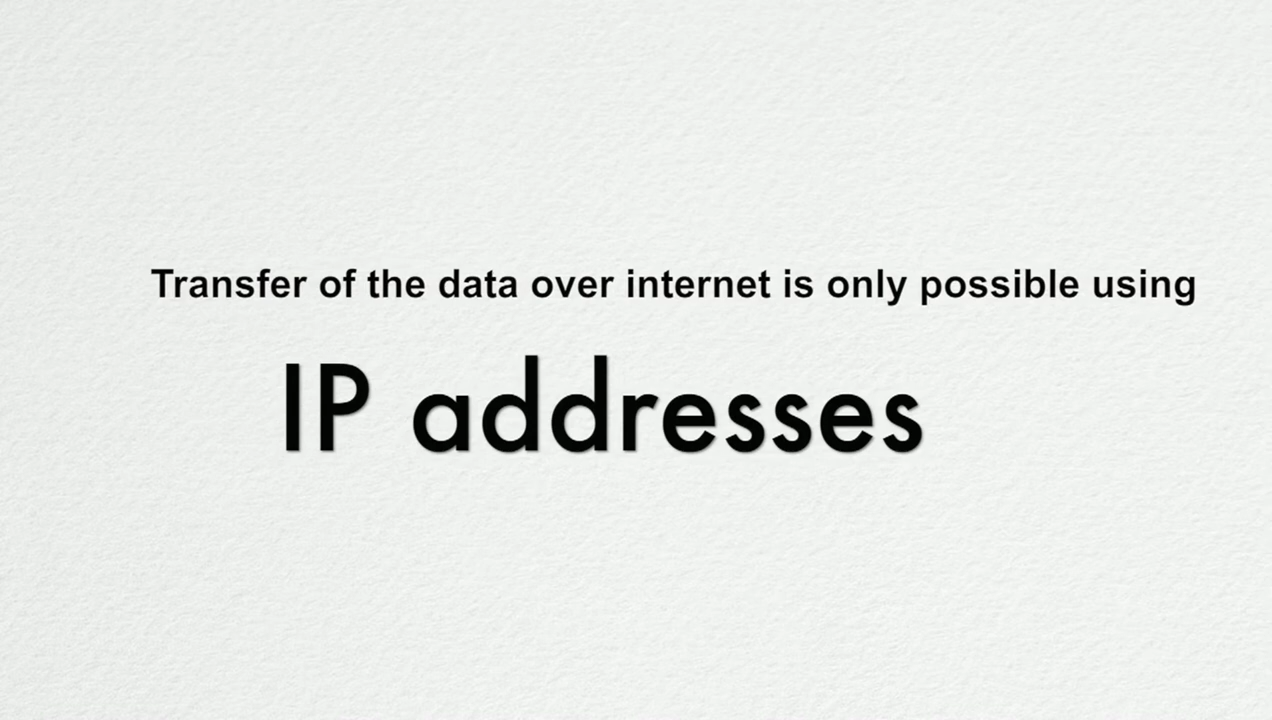 Transfer of the data over internet is only possible using
IP addresses